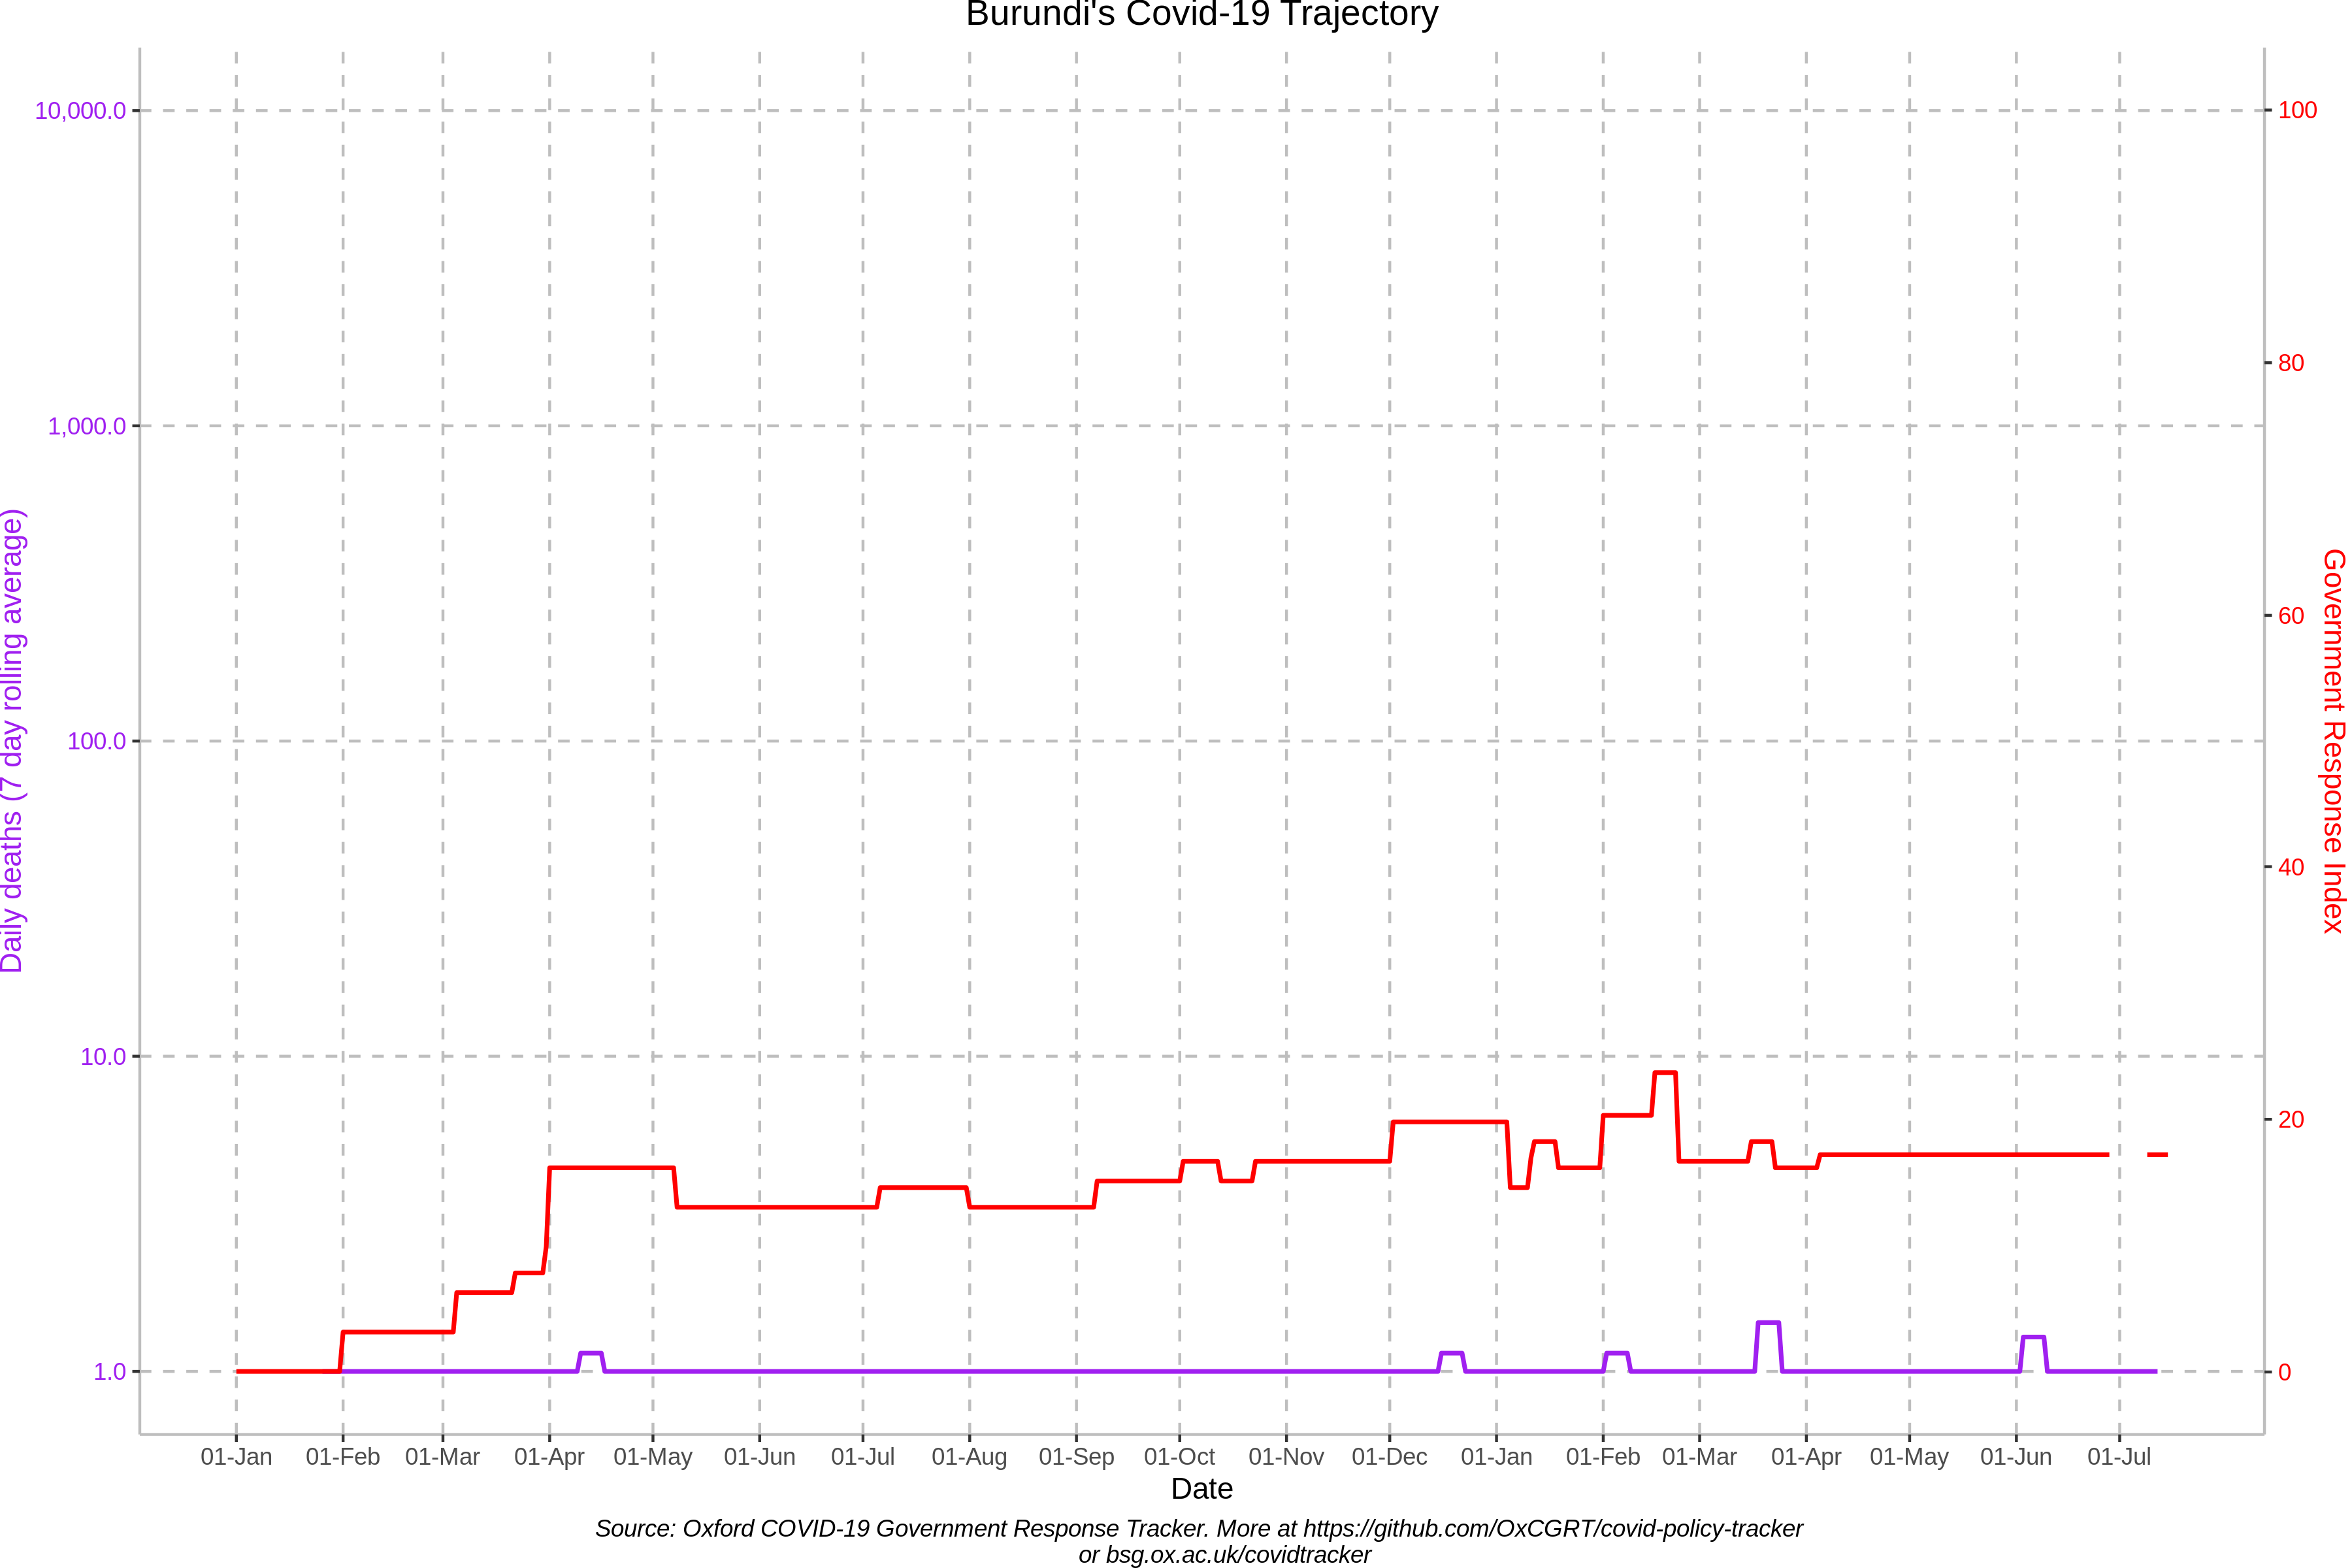 Burundi's Covid-19 Trajectory
Daily deaths (7 day rolling average)
10,000.0
1,000.0
100.0
10.0
1.0
100
80
60
40
20
0
Government Response Index
01-Jan 01-Feb 01-Mar 01-Apr 01-May 01-Jun 01-Jul 01-Aug 01-Sep 01-Oct 01-Nov 01-Dec 01-Jan 01-Feb 01-Mar 01-Apr 01-May 01-Jun 01-Jul
Date
Source: Oxford COVID-19 Government Response Tracker. More at https://github.com/OxCGRT/covid-policy-tracker
or bsg.ox.ac.uk/covidtracker